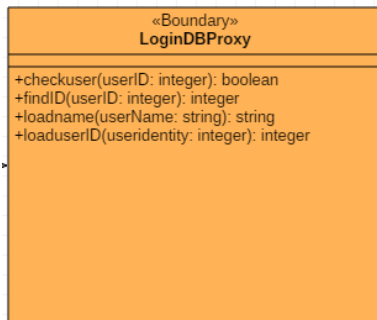 «Boundary»
LoginDBProxy
+checkuser(userID: integer): boolean
+findID(userID: integer): integer
+loadname(userName: string): string
+loaduserID(useridentity: integer): integer